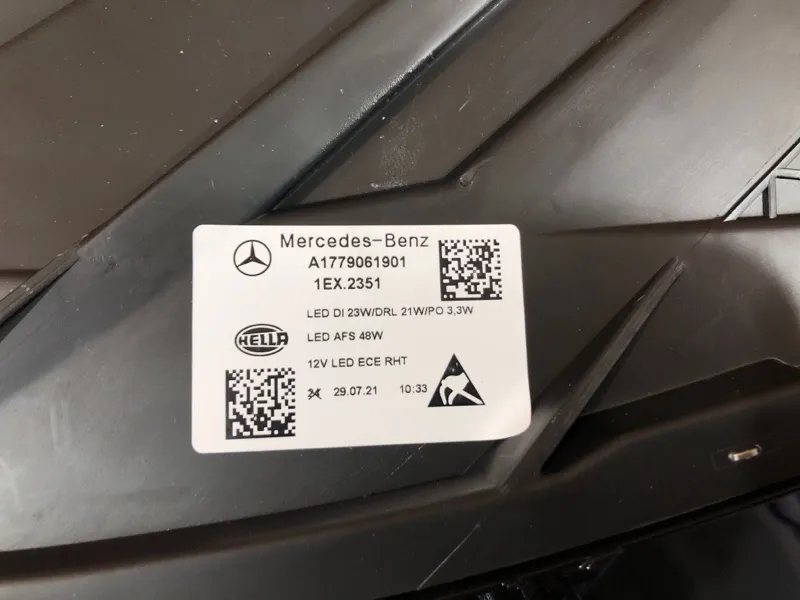 Mercedes-Benz
A1779061901
1EX.2351
LED DI 23W/DRL 21W/PO 3,3W
HELLA
LED AFS 48W
12V LED ECE RHT
29.07.21 10:33